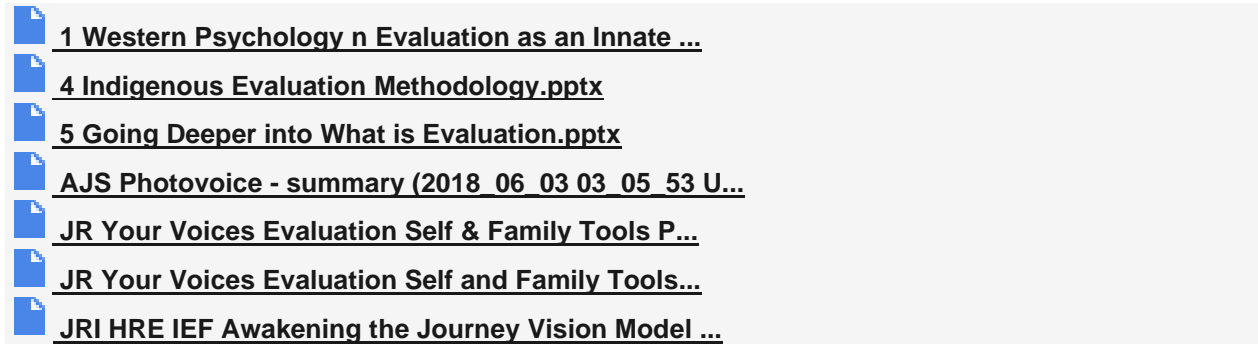 1 Western Psychology n Evaluation as an Innate ...
4 Indigenous Evaluation Methodology.pptx
5 Going Deeper into What is Evaluation.pptx
AJS Photovoice - summary (2018_06_03 03_05_53 U...
JR Your Voices Evaluation Self & Family Tools P...
JR Your Voices Evaluation Self and Family Tools...
JRI HRE IEF Awakening the Journey Vision Model ...